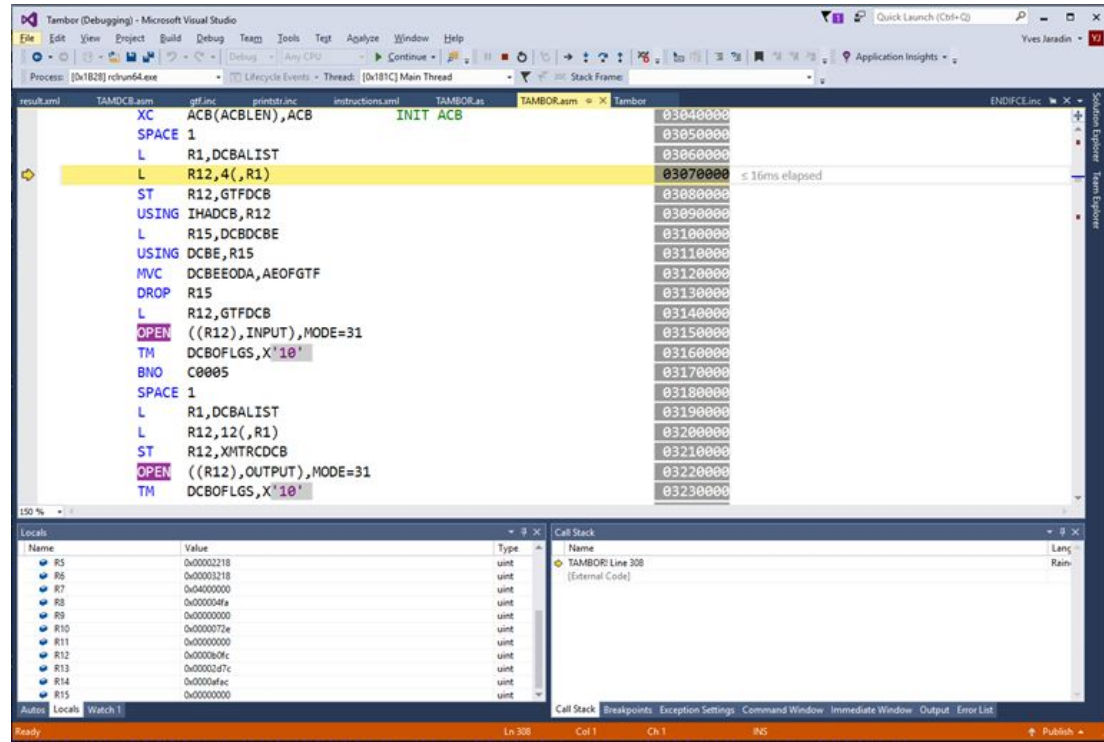 Tambor (Debugging) - Microsoft Visual Studio
1
Quick Launch (Ctrl+Q)
File Edit View Project Build Debug Team Tools Test Analyze Window Help
Yves Jaradin
YJ
Debug Any CPU Continue Application Insights
Process: [0x1B28] rclrun64.exe Lifecycle Events Thread: [0x181C] Main Thread Stack Frame:
result.xml TAMDCB.asm gtf.inc printstr.inc instructions.xml TAMBOR.as TAMBOR.asm Tambor ENDIFCE.inc
Solution Explorer
Team Explorer
XC ACB(ACBLEN),ACB INIT ACB 03040000
SPACE 1 03050000
L R1,DCBALIST 03060000
L R12,4(,R1) 03070000 ≤ 16ms elapsed
ST R12,GTFDCB 03080000
USING IHADCB,R12 03090000
L R15,DCBDCBE 03100000
USING DCBE,R15 03110000
MVC DCBEEODA,AEOFGTF 03120000
DROP R15 03130000
L R12,GTFDCB 03140000
OPEN ((R12),INPUT),MODE=31 03150000
TM DCBOFLGS,X'10' 03160000
BNO C0005 03170000
SPACE 1 03180000
L R1,DCBALIST 03190000
L R12,12(,R1) 03200000
ST R12,XMTRCDCB 03210000
OPEN ((R12),OUTPUT),MODE=31 03220000
TM DCBOFLGS,X'10' 03230000
150 %
Locals
Name Value Type
R5 0x00002218 uint
R6 0x00003218 uint
R7 0x04000000 uint
R8 0x000004fa uint
R9 0x00000000 uint
R10 0x0000072e uint
R11 0x00000000 uint
R12 0x0000b0fc uint
R13 0x00002d7c uint
R14 0x0000afac uint
R15 0x00000000 uint
Autos Locals Watch 1
Call Stack
Name Lang
TAMBOR! Line 308 Rain
[External Code]
Call Stack Breakpoints Exception Settings Command Window Immediate Window Output Error List
Ready Ln 308 Col 1 Ch 1 INS Publish